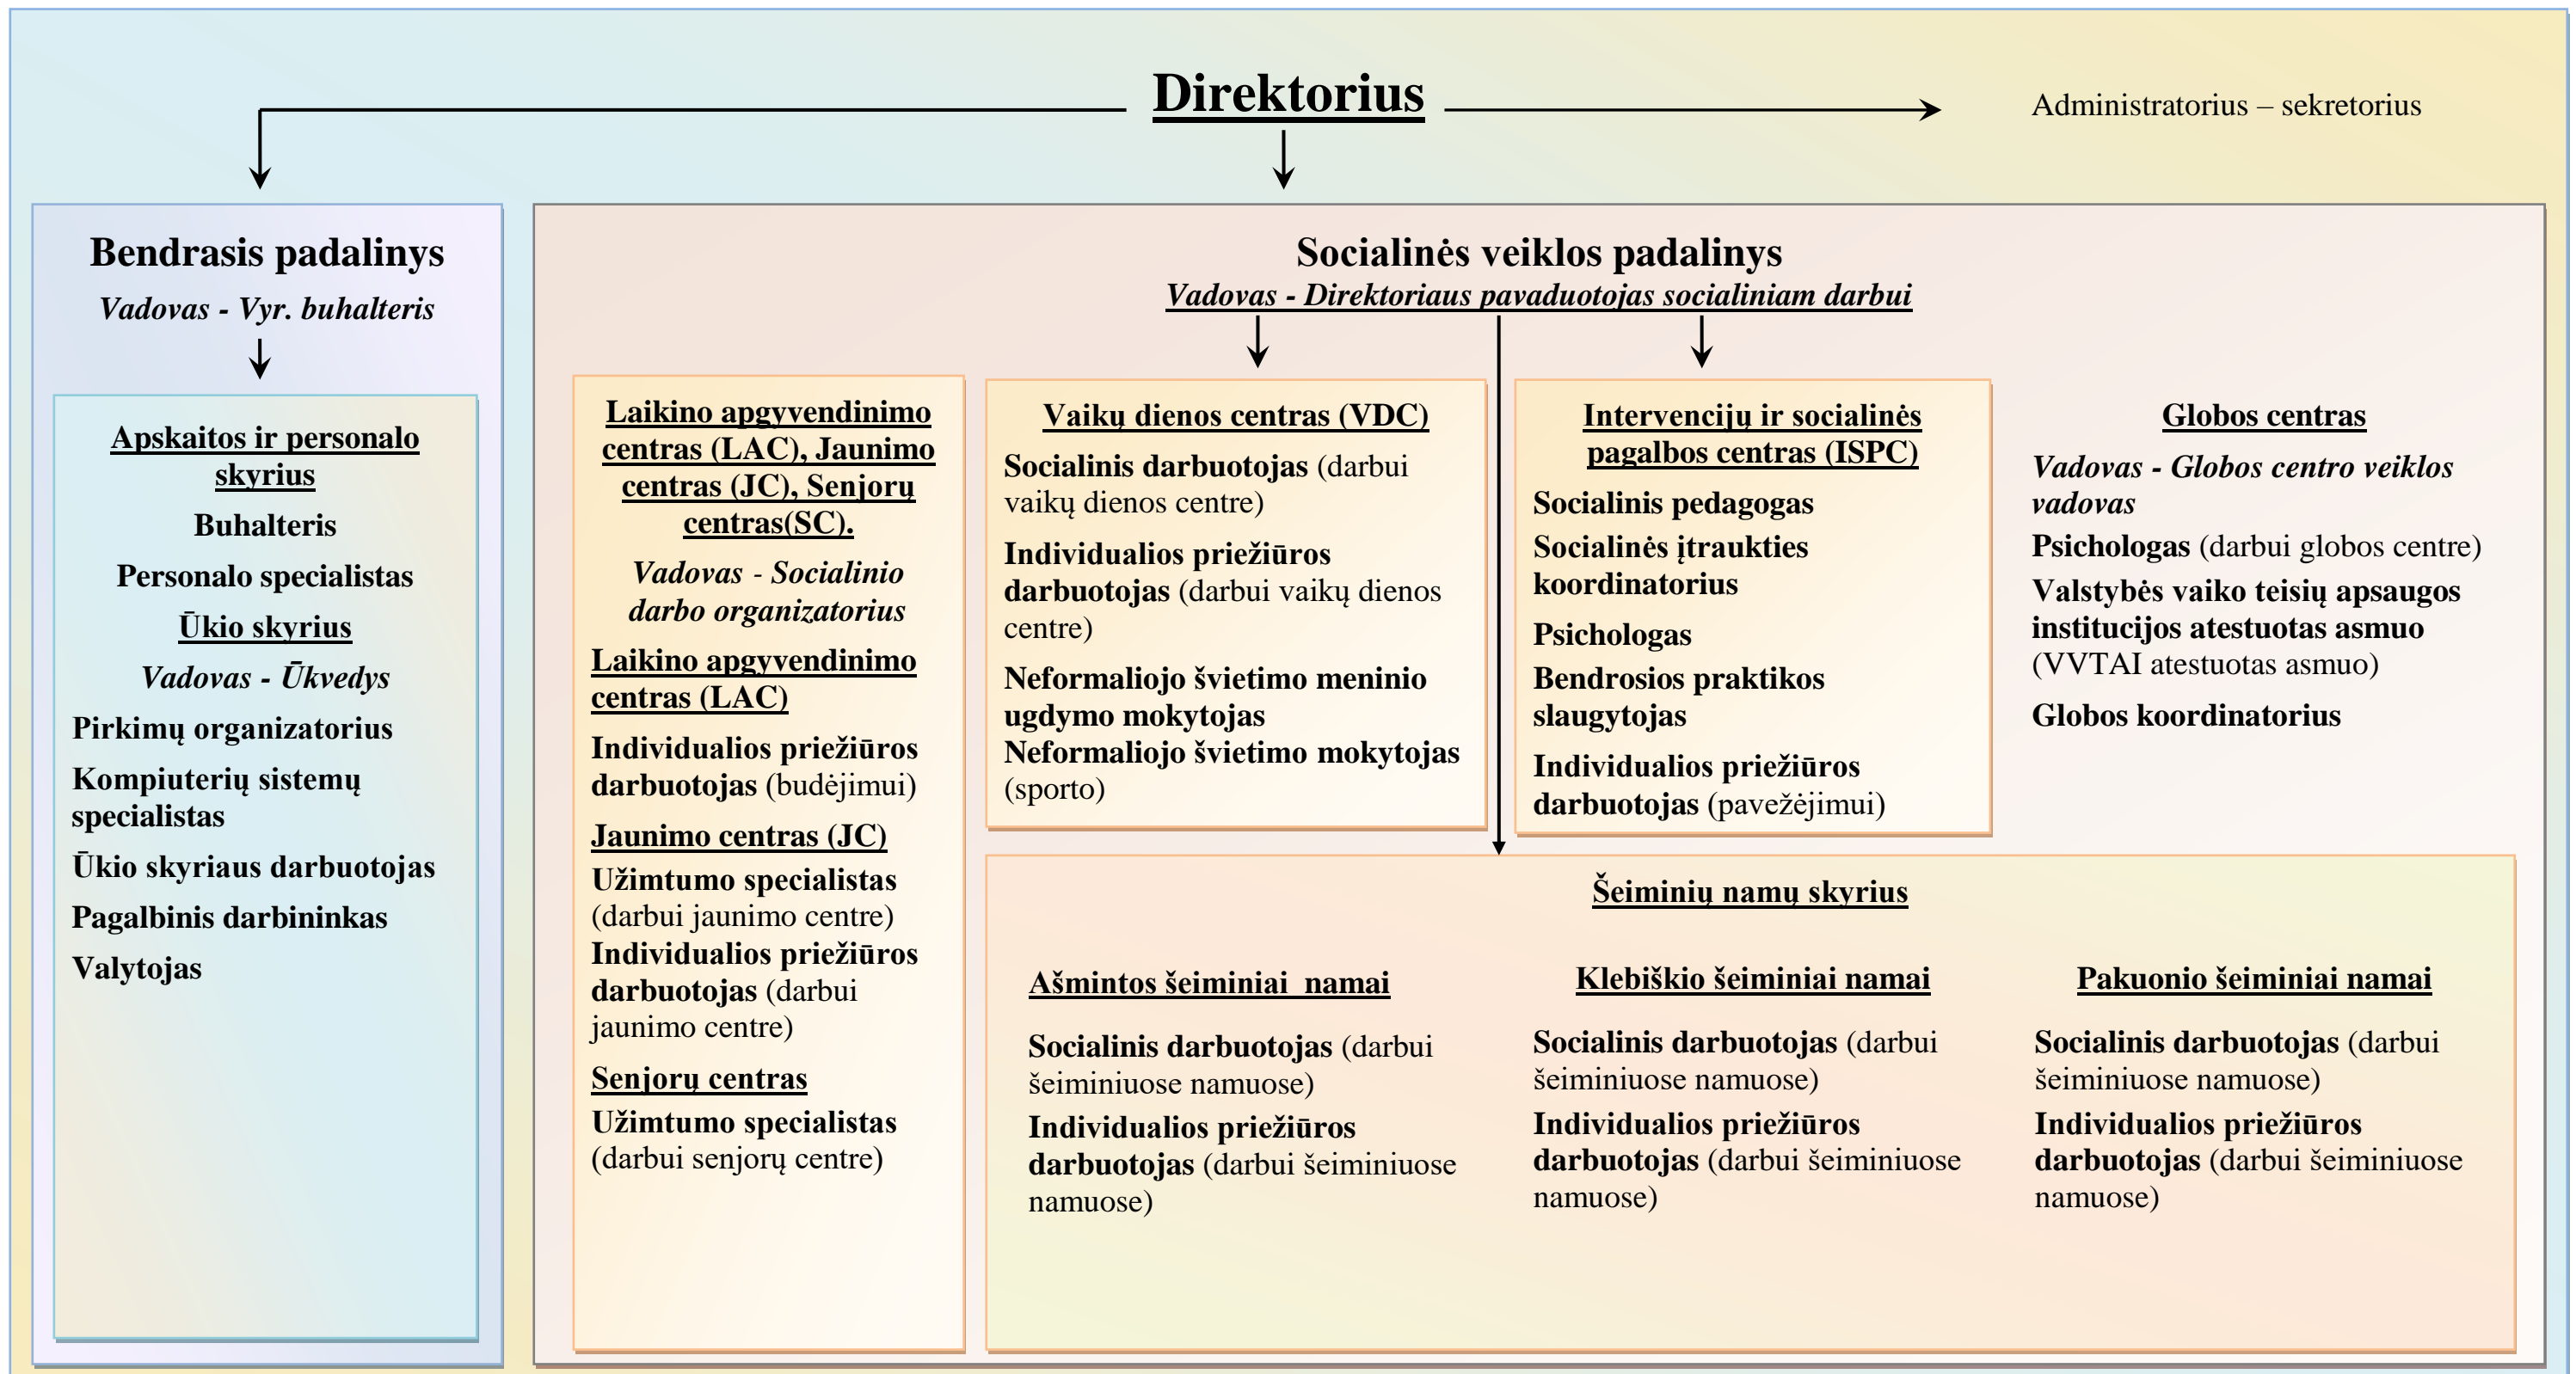 Direktorius
Administratorius – sekretorius
Bendrasis padalinys
Vadovas - Vyr. buhalteris
Apskaitos ir personalo
skyrius
Buhalteris
Personalo specialistas
Ūkio skyrius
Vadovas - Ūkvedys
Pirkimų organizatorius
Kompiuterių sistemų
specialistas
Ūkio skyriaus darbuotojas
Pagalbinis darbininkas
Valytojas
Socialinės veiklos padalinys
Vadovas - Direktoriaus pavaduotojas socialiniam darbui
Laikino apgyvendinimo
centras (LAC), Jaunimo
centras (JC), Senjorų
centras(SC).
Vadovas - Socialinio
darbo organizatorius
Laikino apgyvendinimo
centras (LAC)
Individualios priežiūros
darbuotojas (budėjimui)
Jaunimo centras (JC)
Užimtumo specialistas
(darbui jaunimo centre)
Individualios priežiūros
darbuotojas (darbui
jaunimo centre)
Senjorų centras
Užimtumo specialistas
(darbui senjorų centre)
Vaikų dienos centras (VDC)
Socialinis darbuotojas (darbui
vaikų dienos centre)
Individualios priežiūros
darbuotojas (darbui vaikų dienos
centre)
Neformaliojo švietimo meninio
ugdymo mokytojas
Neformaliojo švietimo mokytojas
(sporto)
Intervencijų ir socialinės
pagalbos centras (ISPC)
Socialinis pedagogas
Socialinės įtraukties
koordinatorius
Psichologas
Bendrosios praktikos
slaugytojas
Individualios priežiūros
darbuotojas (pavežėjimui)
Globos centras
Vadovas - Globos centro veiklos
vadovas
Psichologas (darbui globos centre)
Valstybės vaiko teisių apsaugos
institucijos atestuotas asmuo
(VVTAI atestuotas asmuo)
Globos koordinatorius
Šeiminių namų skyrius
Ašmintos šeiminiai  namai
Socialinis darbuotojas (darbui
šeiminiuose namuose)
Individualios priežiūros
darbuotojas (darbui šeiminiuose
namuose)
Klebiškio šeiminiai namai
Socialinis darbuotojas (darbui
šeiminiuose namuose)
Individualios priežiūros
darbuotojas (darbui šeiminiuose
namuose)
Pakuonio šeiminiai namai
Socialinis darbuotojas (darbui
šeiminiuose namuose)
Individualios priežiūros
darbuotojas (darbui šeiminiuose
namuose)